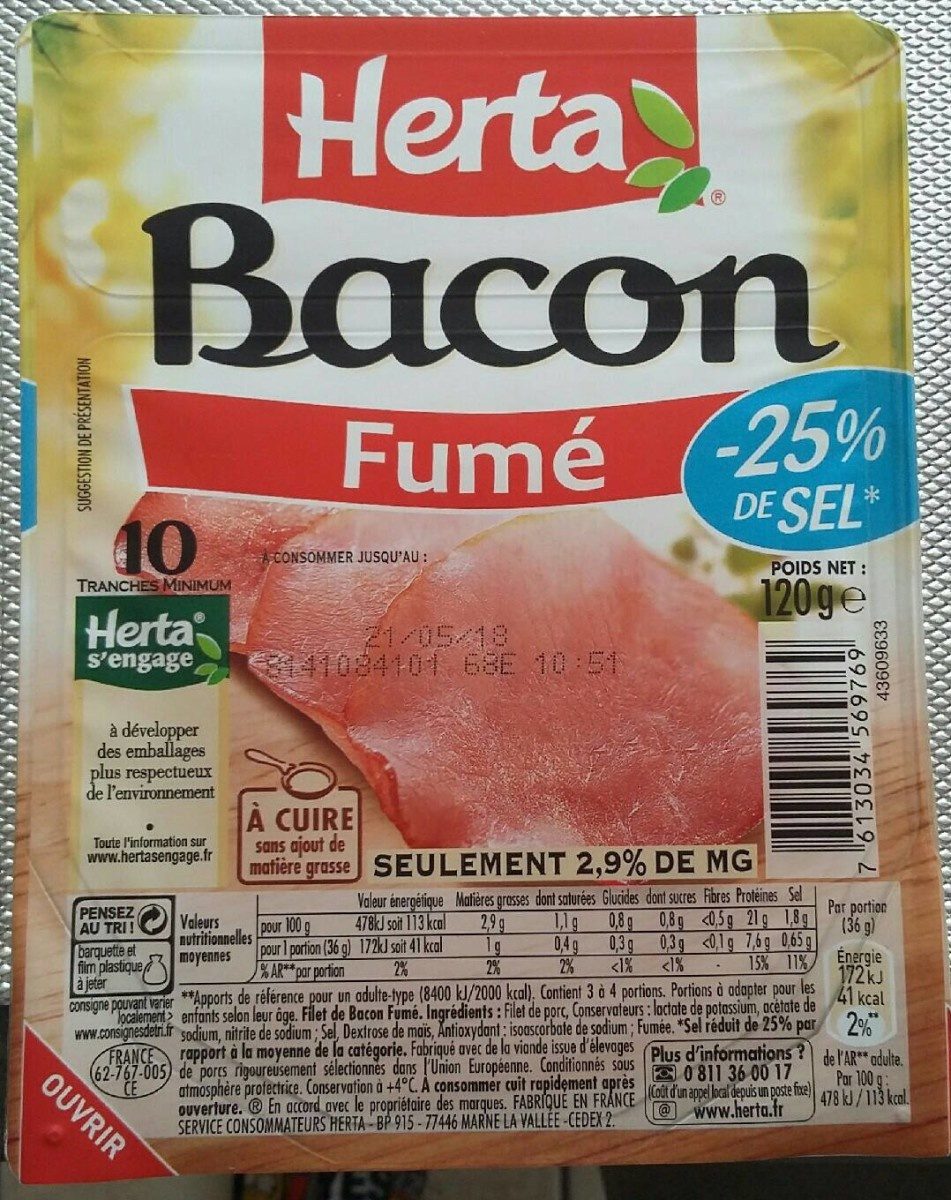 Herta
®
Bacon
Fumé
-25%
DE SEL*
SUGGESTION DE PRÉSENTATION
10
TRANCHES MINIMUM
À CONSOMMER JUSQU'AU :
21/05/18
8141084101 68E 10:51
POIDS NET :
120g e
43609633
7 613034 569769
Herta®
s'engage
à développer
des emballages
plus respectueux
de l'environnement
•
Toute l'information sur
www.hertasengage.fr
À CUIRE
sans ajout de
matière grasse
SEULEMENT 2,9% DE MG
PENSEZ
AU TRI !
barquette et
film plastique
à jeter
consigne pouvant varier
localement>
www.consignesdetri.fr
Valeurs
nutritionnelles
moyennes
Valeur énergétique Matières grasses dont saturées Glucides dont sucres Fibres Protéines Sel
pour 100 g 478kJ soit 113 kcal 2,9 g 1,1 g 0,8 g 0,8 g <0,5 g 21 g 1,8 g
pour 1 portion (36 g) 172kJ soit 41 kcal 1 g 0,4 g 0,3 g 0,3 g <0,1 g 7,6 g 0,65 g
% AR** par portion 2% 2% 2% <1% <1% - 15% 11%
Par portion
(36 g)
Énergie
172 kJ
41 kcal
2%**
de l'AR** adulte.
Par 100 g :
478 kJ / 113 kcal.
**Apports de référence pour un adulte-type (8400 kJ/2000 kcal). Contient 3 à 4 portions. Portions à adapter pour les
enfants selon leur âge. Filet de Bacon Fumé. Ingrédients : Filet de porc, Conservateurs : lactate de potassium, acétate de
sodium, nitrite de sodium ; Sel, Dextrose de maïs, Antioxydant : isoascorbate de sodium ; Fumée. *Sel réduit de 25% par
rapport à la moyenne de la catégorie. Fabriqué avec de la viande issue d'élevages
de porcs rigoureusement sélectionnés dans l'Union Européenne. Conditionnés sous
atmosphère protectrice. Conservation à +4°C. A consommer cuit rapidement après
ouverture. ® En accord avec le propriétaire des marques. FABRIQUÉ EN FRANCE
SERVICE CONSOMMATEURS HERTA - BP 915 - 77446 MARNE LA VALLÉE -CEDEX 2.
Plus d'informations ?
0 811 36 00 17
(Coût d'un appel local depuis un poste fixe)
@ www.herta.fr
FRANCE
62-767-005
CE
OUVRIR